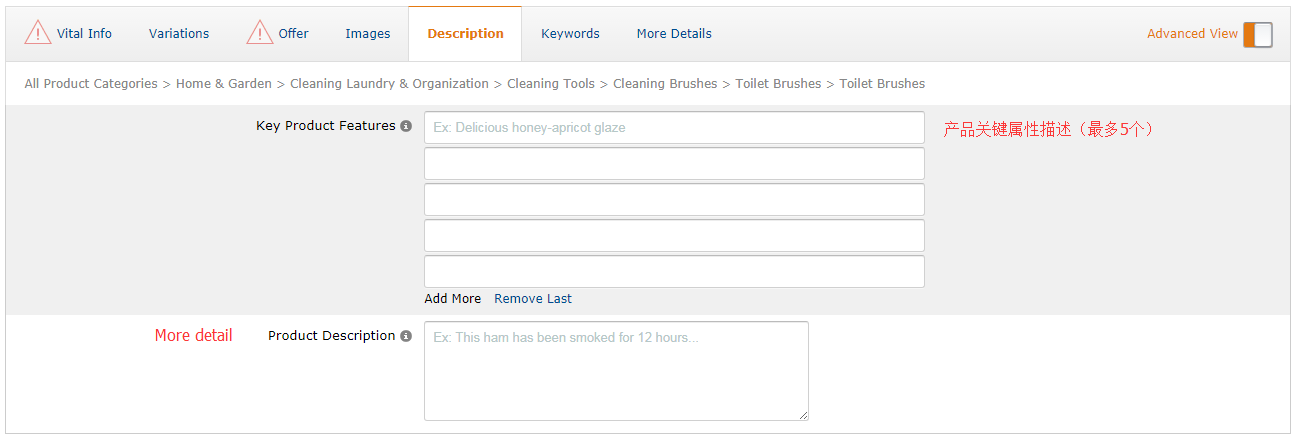 Vital Info Variations Offer Images Description Keywords More Details Advanced View
All Product Categories > Home & Garden > Cleaning Laundry & Organization > Cleaning Tools > Cleaning Brushes > Toilet Brushes > Toilet Brushes
Key Product Features Ex: Delicious honey-apricot glaze 产品关键属性描述（最多5个）
Add More Remove Last
More detail Product Description Ex: This ham has been smoked for 12 hours...